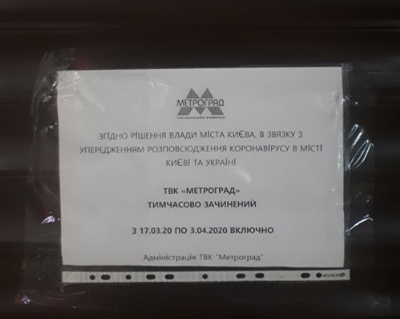 МЕТРОГРАД
ЗГІДНО РІШЕННЯ ВЛАДИ МІСТА КИЄВА, В ЗВЯЗКУ З
УПЕРЕДЖЕННЯМ РОЗПОВСЮДЖЕННЯ КОРОНАВІРУСУ В МІСТІ
КИЄВІ ТА УКРАЇНІ
ТВК «МЕТРОГРАД»
ТИМЧАСОВО ЗАЧИНЕНИЙ
З 17.03.20 ПО 3.04.2020 ВКЛЮЧНО
Адміністрація ТВК "Метроград"